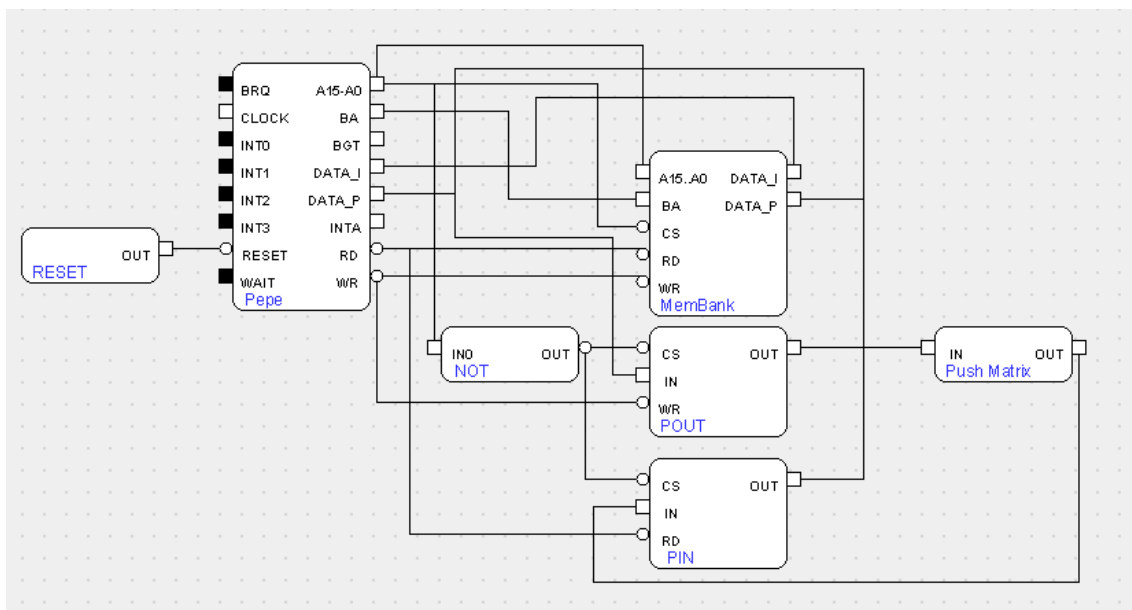 BRQ A15-A0
CLOCK BA
INT0 BGT
INT1 DATA_I
INT2 DATA_P
INT3 INTA
RESET RD
WAIT WR
Pepe
OUT
RESET
A15..A0 DATA_I
BA DATA_P
CS
RD
WR
MemBank
IN0 OUT
NOT
CS OUT
IN
WR
POUT
IN OUT
Push Matrix
CS OUT
IN
RD
PIN